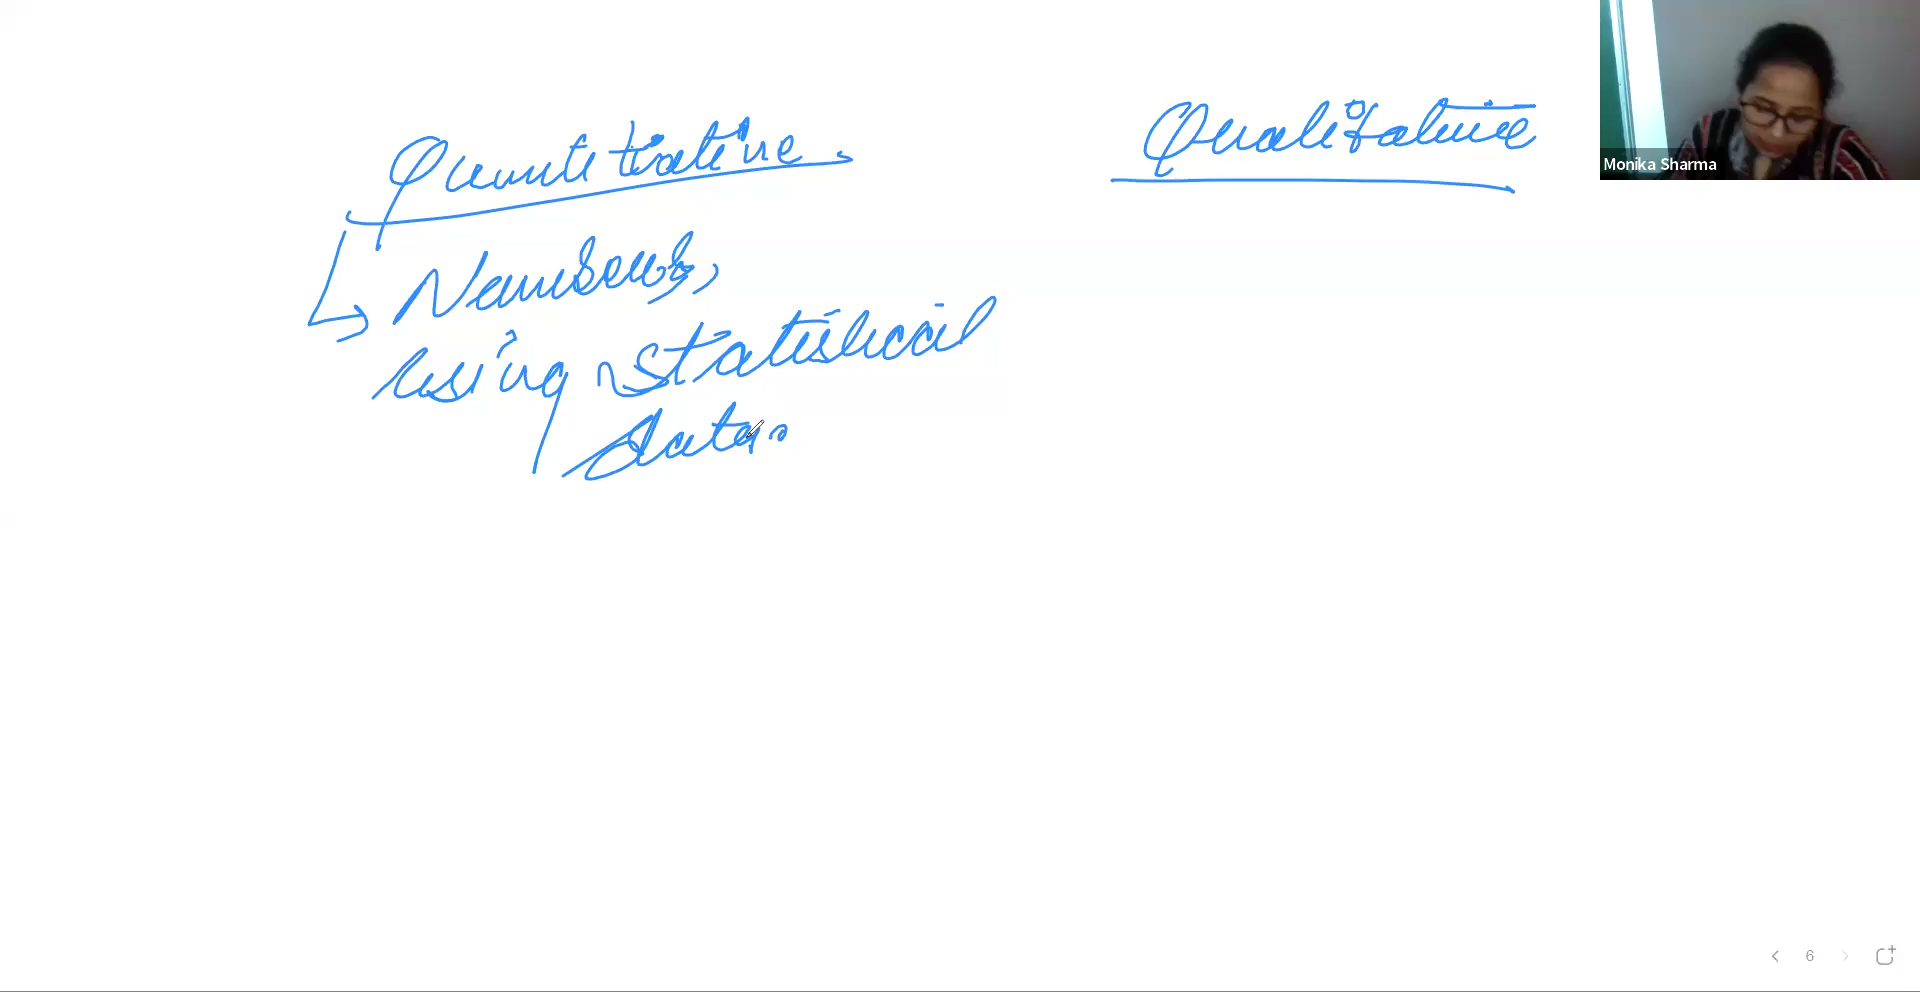 Quantitative
Qualitative
Numbers,
using statistical
data.
Monika Sharma
6